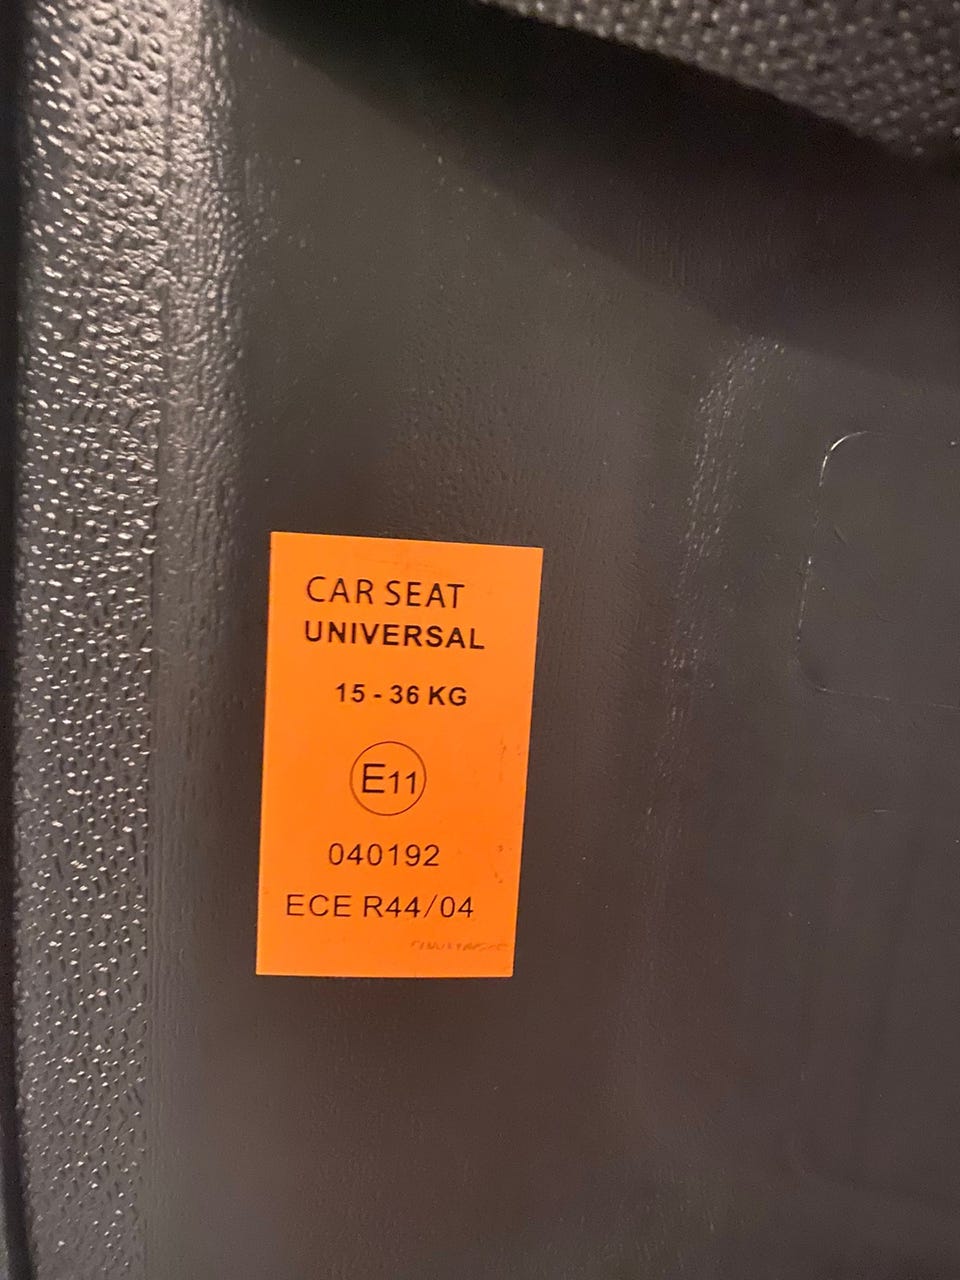 CAR SEAT
UNIVERSAL
15 - 36 KG
E11
040192
ECE R44/04